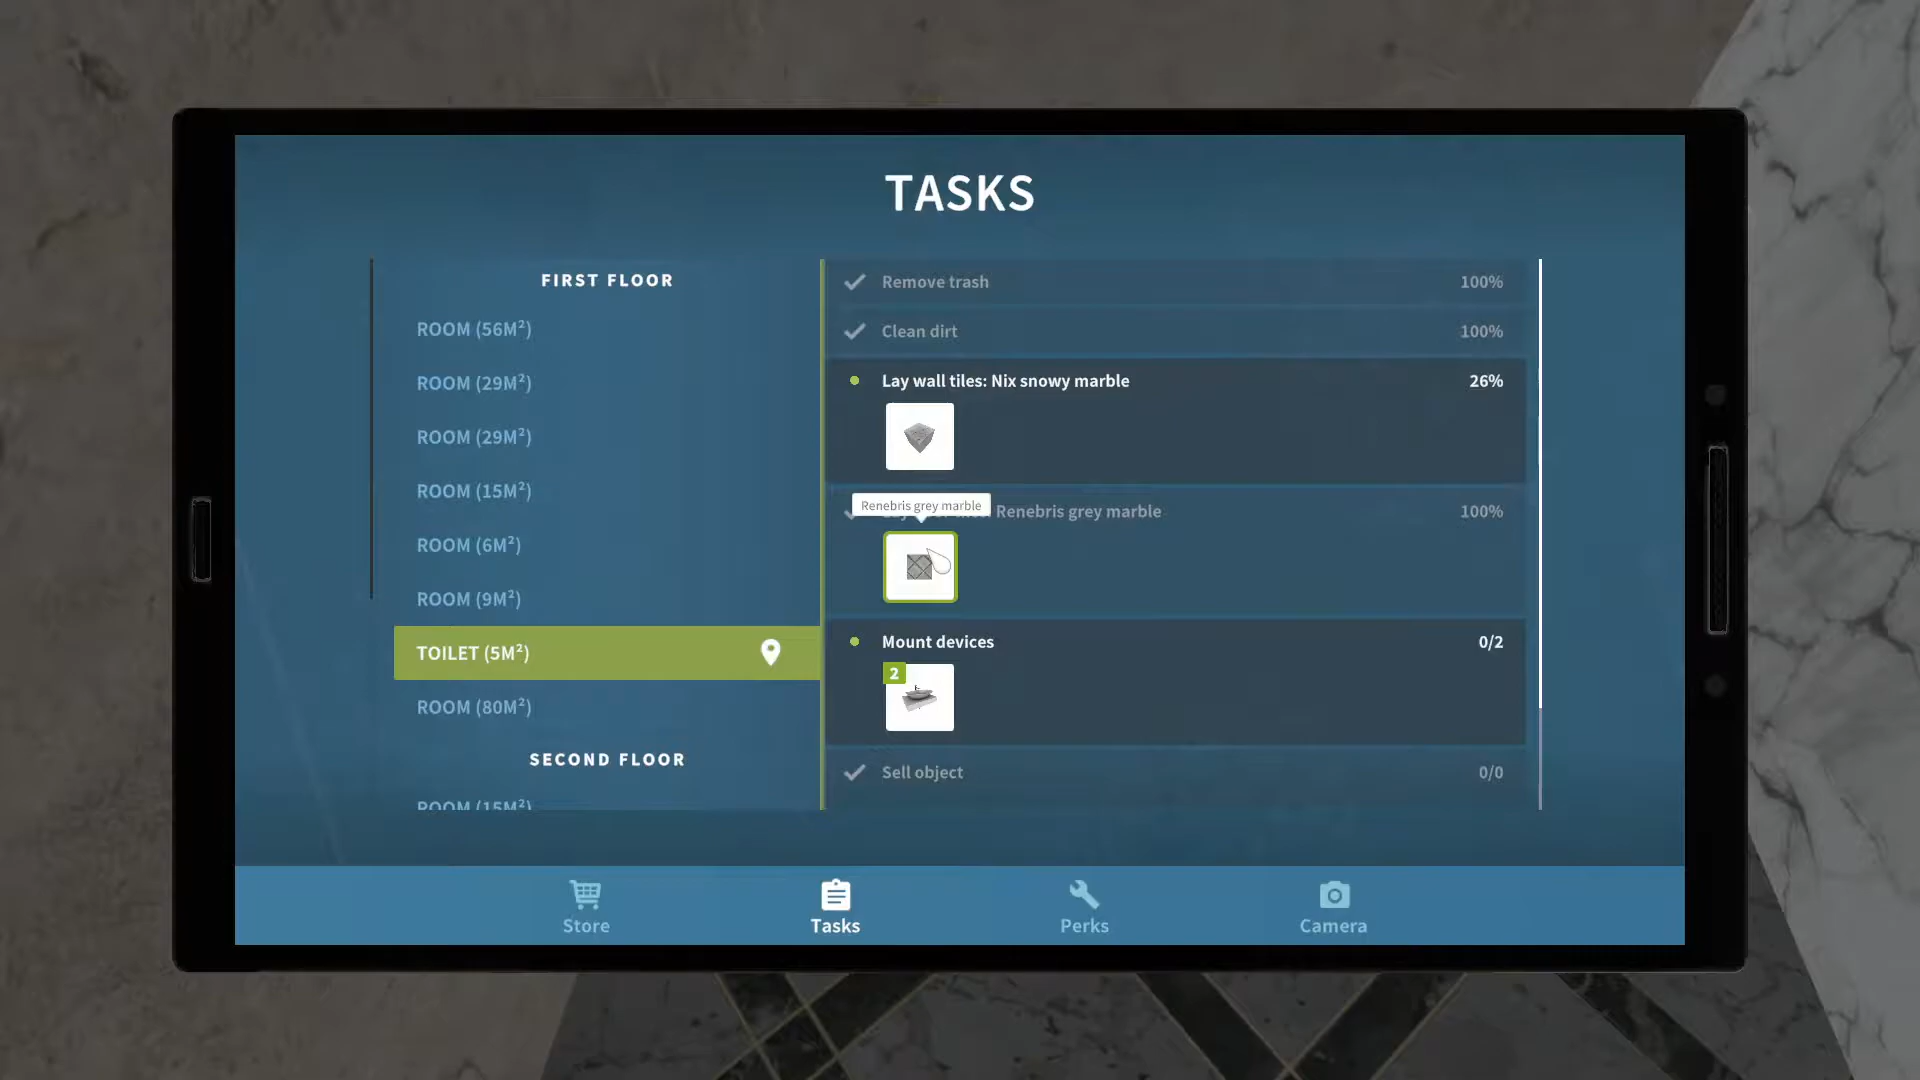 TASKS
FIRST FLOOR
ROOM (56M²)
ROOM (29M²)
ROOM (29M²)
ROOM (15M²)
ROOM (6M²)
ROOM (9M²)
TOILET (5M²)
ROOM (80M²)
SECOND FLOOR
ROOM (15M²)
Remove trash 100%
Clean dirt 100%
Lay wall tiles: Nix snowy marble 26%
Renebris grey marble
Renebris grey marble 100%
Mount devices 0/2
2
Sell object 0/0
Store
Tasks
Perks
Camera